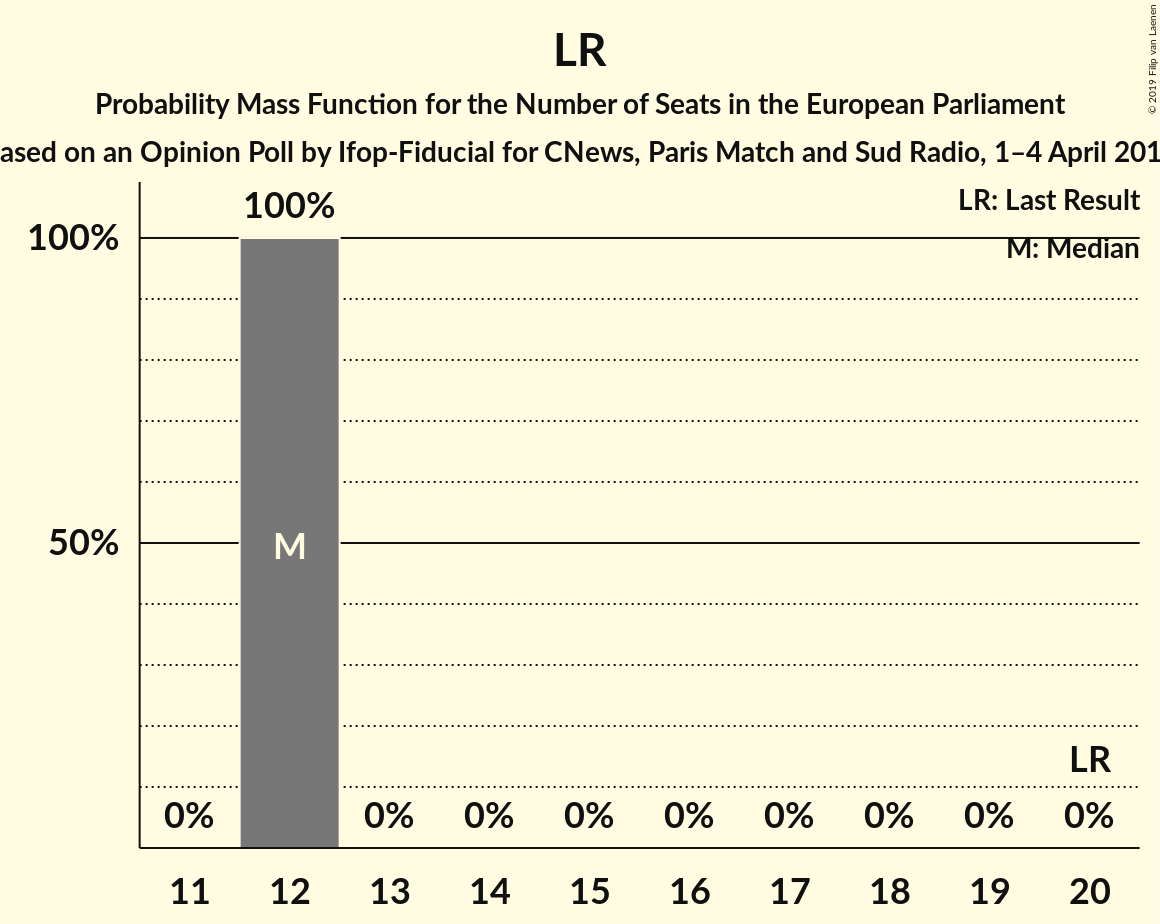 LR
Probability Mass Function for the Number of Seats in the European Parliament
ased on an Opinion Poll by Ifop-Fiducial for CNews, Paris Match and Sud Radio, 1–4 April 201
© 2019 Filip van Laenen
LR: Last Result
M: Median
100%
100%
50%
M
LR
0% 0% 0% 0% 0% 0% 0% 0% 0%
11 12 13 14 15 16 17 18 19 20